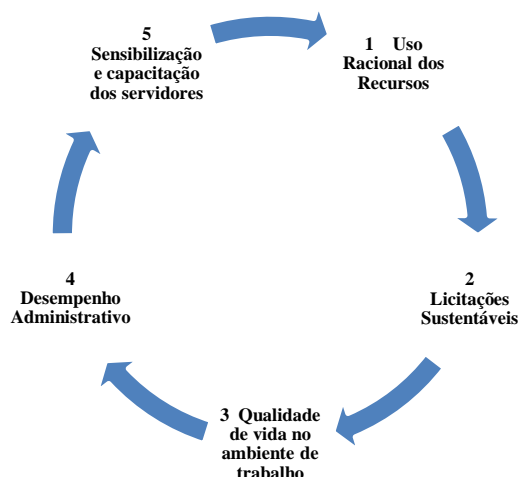 1 Uso
Racional dos
Recursos
2
Licitações
Sustentáveis
3 Qualidade
de vida no
ambiente de
trabalho
4
Desempenho
Administrativo
5
Sensibilização
e capacitação
dos servidores